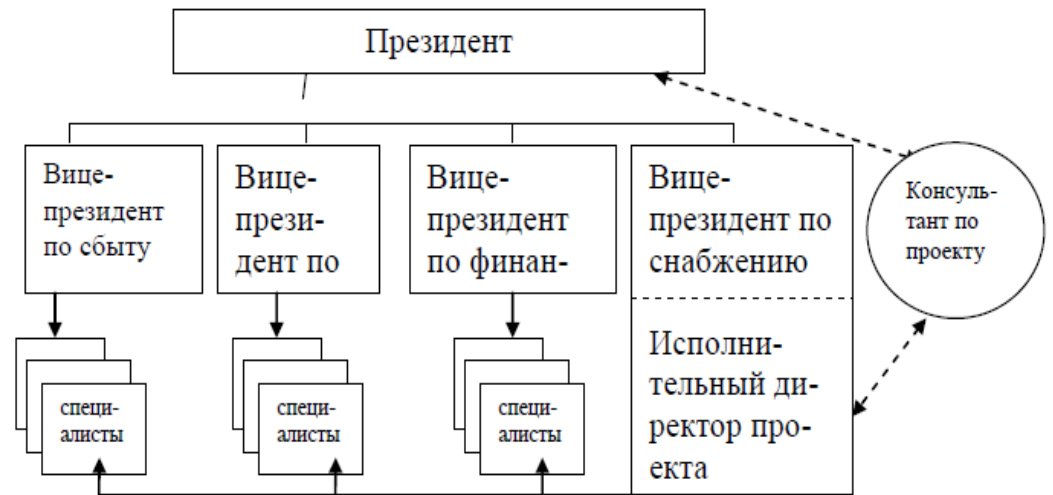 Президент
Вице-
президент
по сбыту
Вице-
прези-
дент по
Вице-
президент
по финан-
Вице-
президент по
снабжению
Консуль-
тант по
проекту
Исполни-
тельный ди-
ректор про-
екта
специ-
алисты
специ-
алисты
специ-
алисты